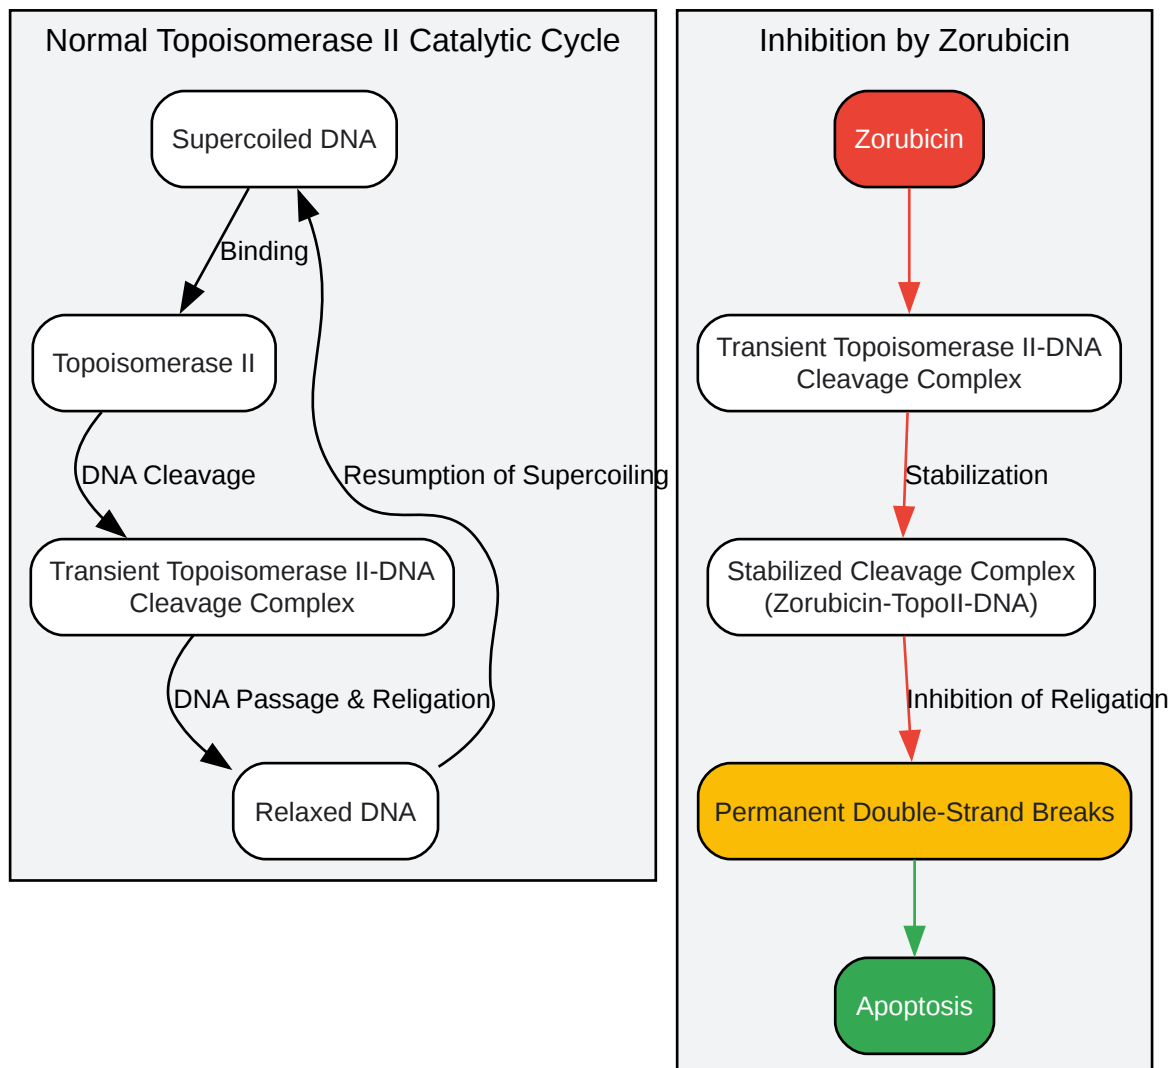 Normal Topoisomerase II Catalytic Cycle
Supercoiled DNA
Binding
Topoisomerase II
DNA Cleavage
Resumption of Supercoiling
Transient Topoisomerase II-DNA
Cleavage Complex
DNA Passage & Religation
Relaxed DNA
Inhibition by Zorubicin
Zorubicin
Transient Topoisomerase II-DNA
Cleavage Complex
Stabilization
Stabilized Cleavage Complex
(Zorubicin-TopoII-DNA)
Inhibition of Religation
Permanent Double-Strand Breaks
Apoptosis